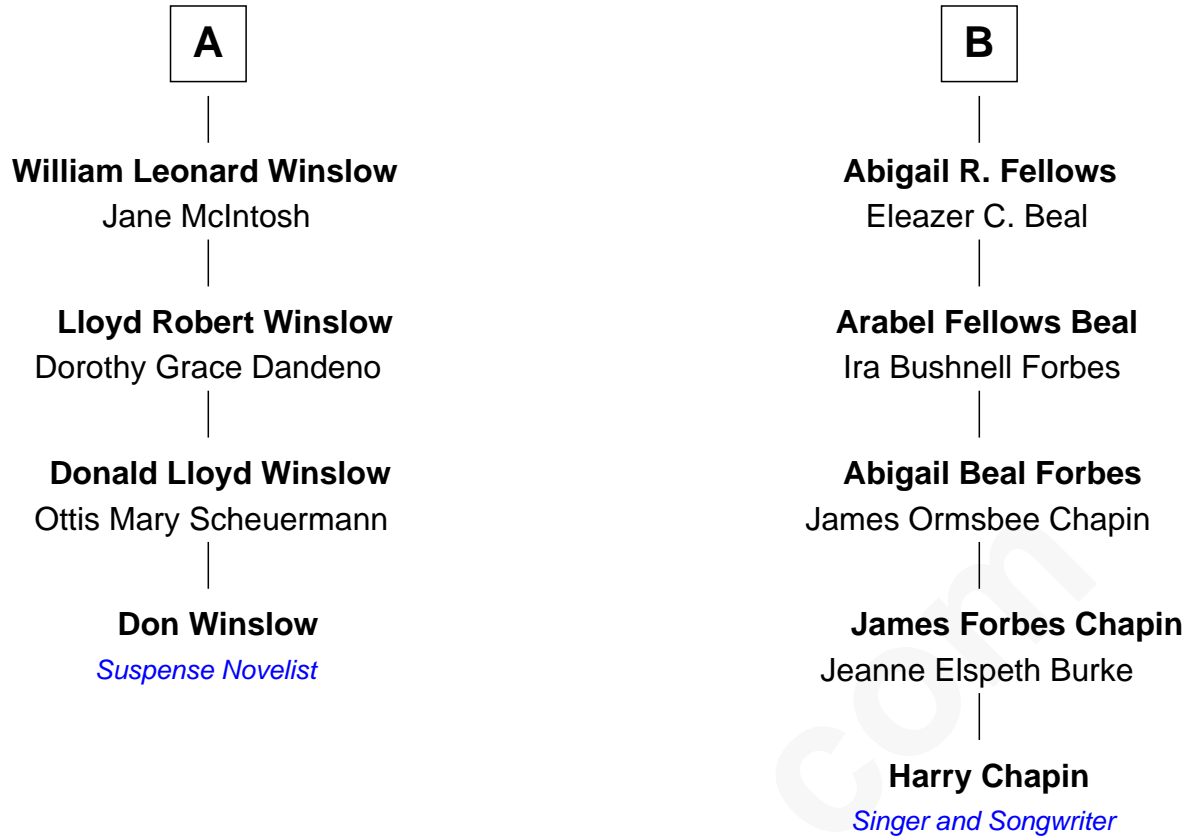 A
William Leonard Winslow
Jane McIntosh
Lloyd Robert Winslow
Dorothy Grace Dandeno
Donald Lloyd Winslow
Ottis Mary Scheuermann
Don Winslow
Suspense Novelist
B
Abigail R. Fellows
Eleazer C. Beal
Arabel Fellows Beal
Ira Bushnell Forbes
Abigail Beal Forbes
James Ormsbee Chapin
James Forbes Chapin
Jeanne Elspeth Burke
Harry Chapin
Singer and Songwriter
com